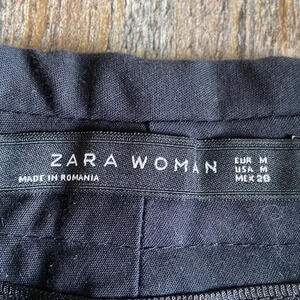 ZARA WOMAN
MADE IN ROMANIA
EUR M
USA M
MEX 28